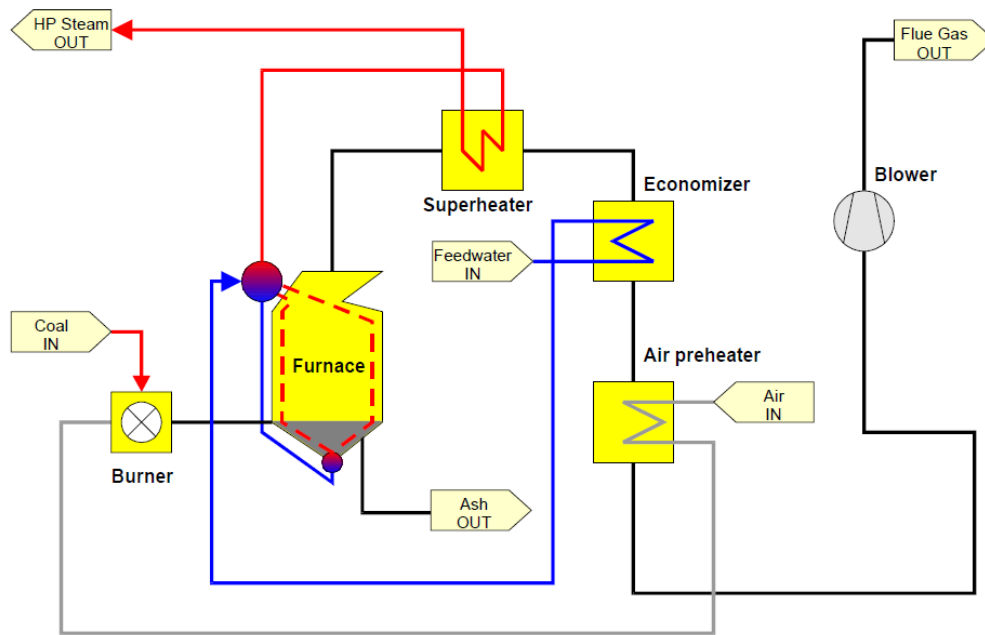 HP Steam
OUT
Flue Gas
OUT
Blower
Economizer
Superheater
Feedwater
IN
Coal
IN
Furnace
Air preheater
Air
IN
Burner
Ash
OUT